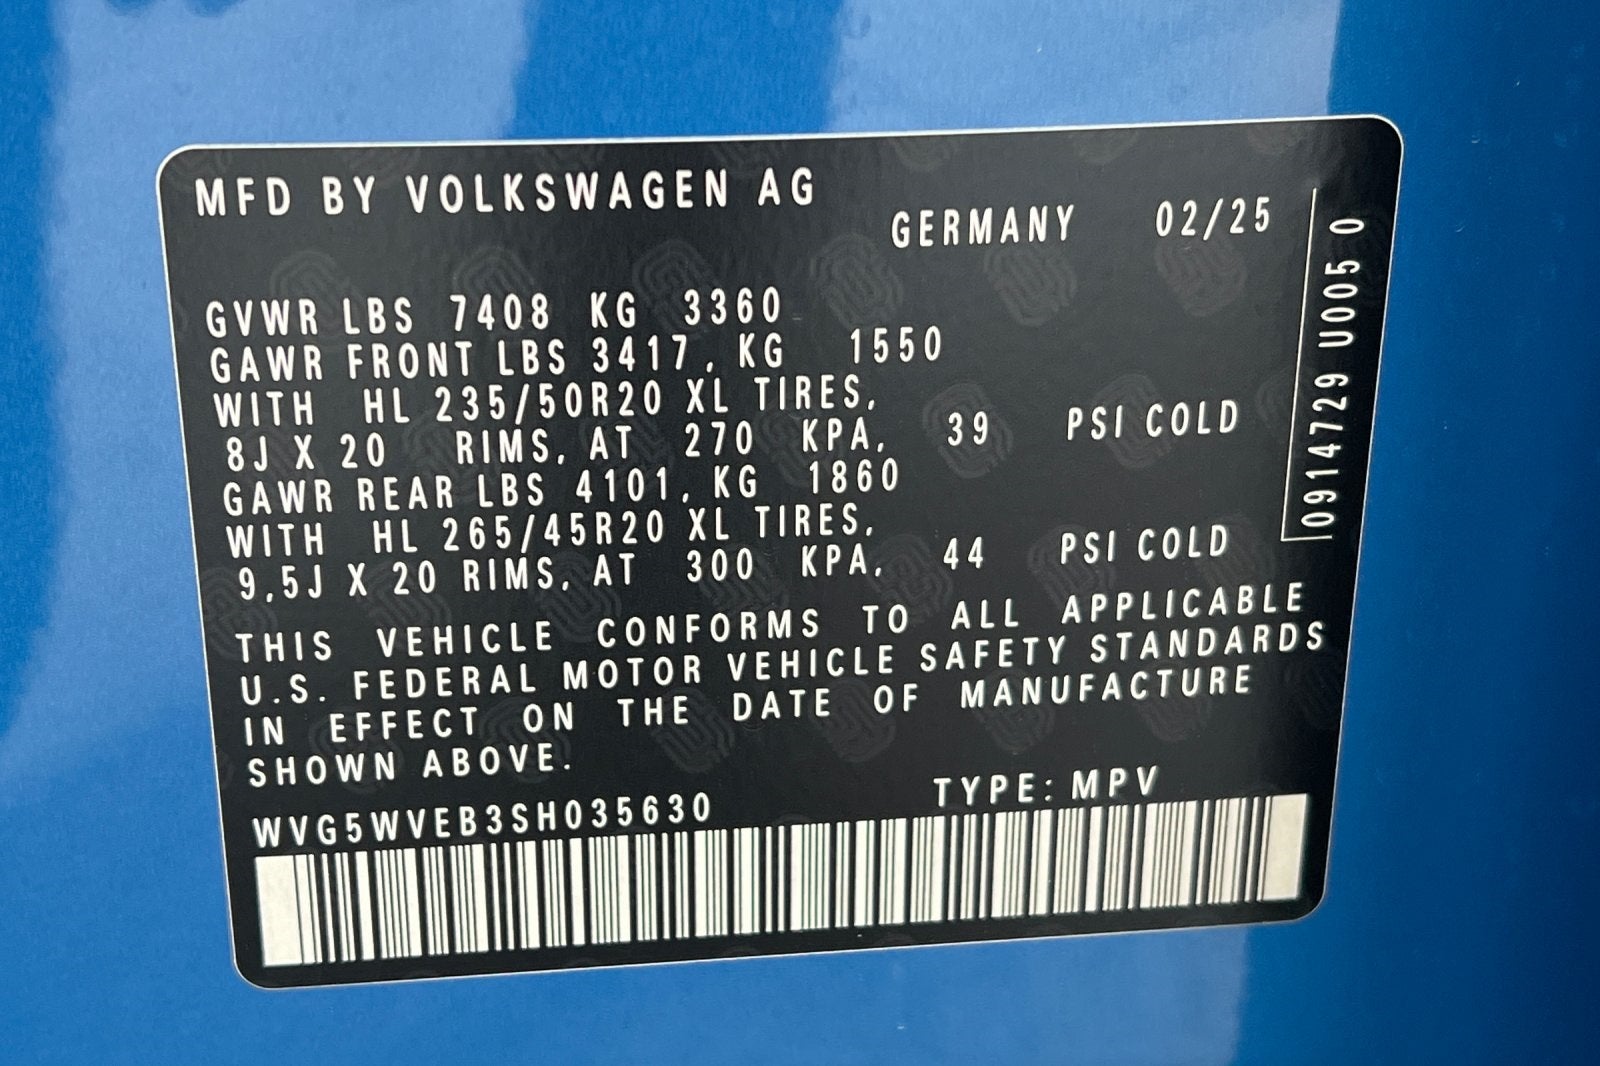 MFD BY VOLKSWAGEN AG
GERMANY 02/25
GVWR LBS 7408 KG 3360
GAWR FRONT LBS 3417, KG 1550
WITH HL 235/50R20 XL TIRES,
8J X 20 RIMS, AT 270 KPA, 39 PSI COLD
GAWR REAR LBS 4101, KG 1860
WITH HL 265/45R20 XL TIRES,
9,5J X 20 RIMS, AT 300 KPA, 44 PSI COLD
THIS VEHICLE CONFORMS TO ALL APPLICABLE
U.S. FEDERAL MOTOR VEHICLE SAFETY STANDARDS
IN EFFECT ON THE DATE OF MANUFACTURE
SHOWN ABOVE.
WVG5WVEB3SH035630 TYPE: MPV
0914729 U005 0